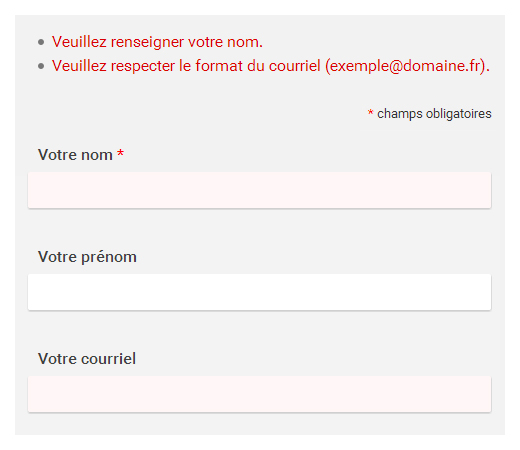 Veuillez renseigner votre nom.
Veuillez respecter le format du courriel (exemple@domaine.fr).
* champs obligatoires
Votre nom *
Votre prénom
Votre courriel